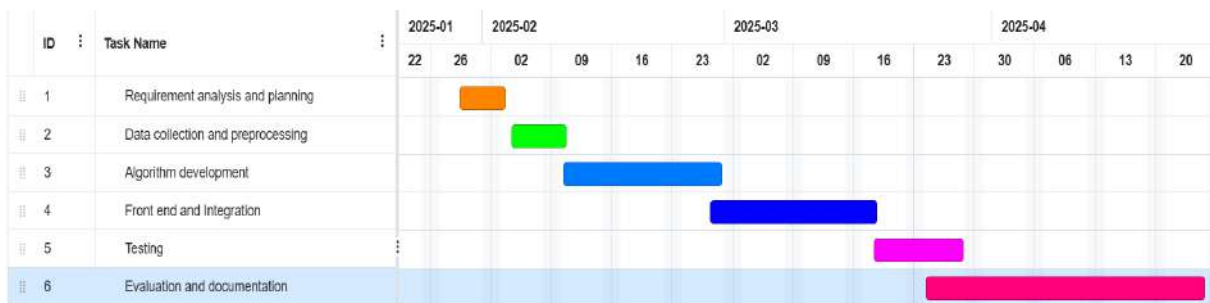 2025-01 2025-02 2025-03 2025-04
ID Task Name
22 26 02 09 16 23 02 09 16 23 30 06 13 20
1 Requirement analysis and planning
2 Data collection and preprocessing
3 Algorithm development
4 Front end and Integration
5 Testing
6 Evaluation and documentation